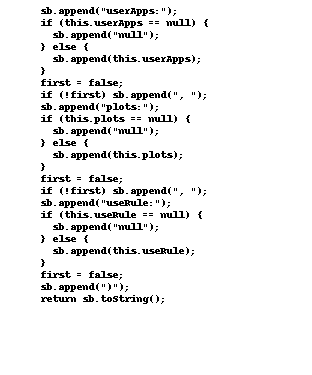 sb.append("userApps:");
if (this.userApps == null) {
  sb.append("null");
} else {
  sb.append(this.userApps);
}
first = false;
if (!first) sb.append(", ");
sb.append("plots:");
if (this.plots == null) {
  sb.append("null");
} else {
  sb.append(this.plots);
}
first = false;
if (!first) sb.append(", ");
sb.append("useRule:");
if (this.useRule == null) {
  sb.append("null");
} else {
  sb.append(this.useRule);
}
first = false;
sb.append(")");
return sb.toString();